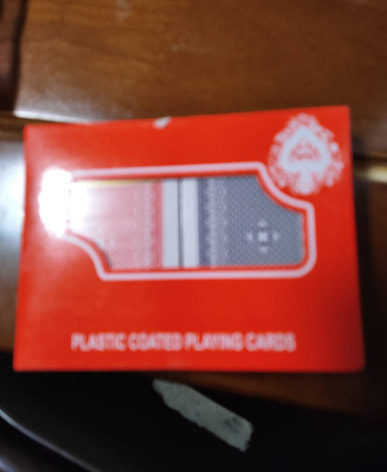 PLASTIC COATED PLAYING CARDS